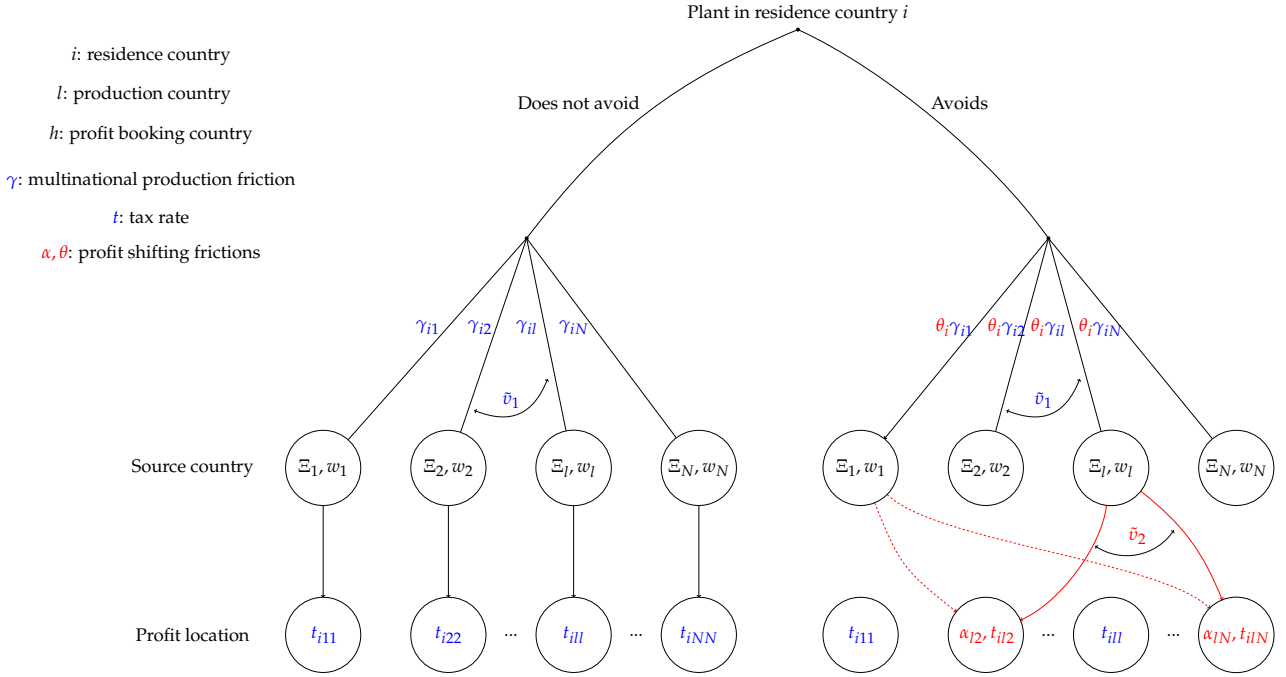 Plant in residence country i
i: residence country
l: production country
h: profit booking country
γ: multinational production friction
t: tax rate
α, θ: profit shifting frictions
Does not avoid
Avoids
γi1 γi2 γil γiN
θiγi1 θiγi2 θiγil θiγiN
ṽ1
ṽ1
Source country
Ξ1, w1
Ξ2, w2
Ξl, wl
ΞN, wN
Ξ1, w1
Ξ2, w2
Ξl, wl
ΞN, wN
ṽ2
Profit location
ti11
ti22
...
till
...
tiNN
ti11
αl2, til2
...
till
...
αlN, tilN